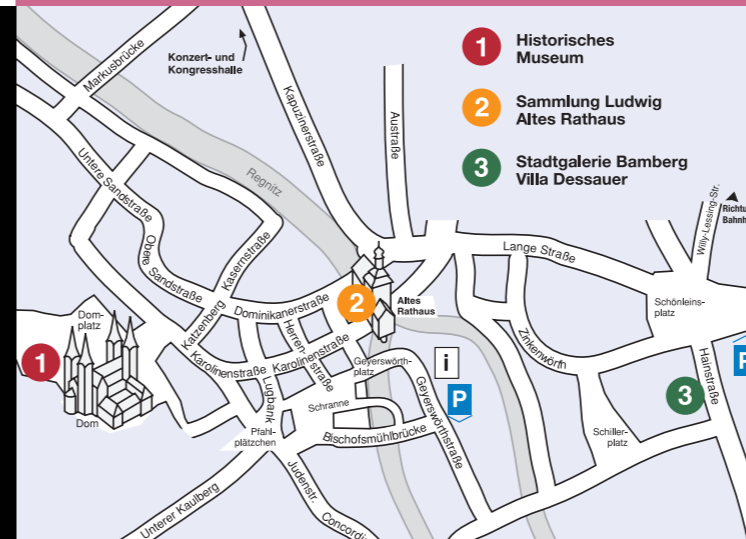 1 Historisches
Museum
2 Sammlung Ludwig
Altes Rathaus
3 Stadtgalerie Bamberg
Villa Dessauer
Konzert- und
Kongresshalle
Markusbrücke
Kapuzinerstraße
Austraße
Regnitz
Untere Sandstraße
Obere
Sandstraße
Kasernstraße
Katzenberg
Dominikanerstraße
Lange Straße
Willy-Lessing-Str.
Schönleins-
platz
Hainstraße
3
P
Zinkenwörth
Schiller-
platz
2
Altes
Rathaus
Dom-
platz
1
Dom
Karolinenstraße
Karolinenstraße
Herrenstraße
Lugbank
Geyerswörth-
platz
i
P
Geyerswörthstraße
Schranne
Pfahl-
plätzchen
Bischofsmühlbrücke
Judenstr.
Unterer Kaulberg